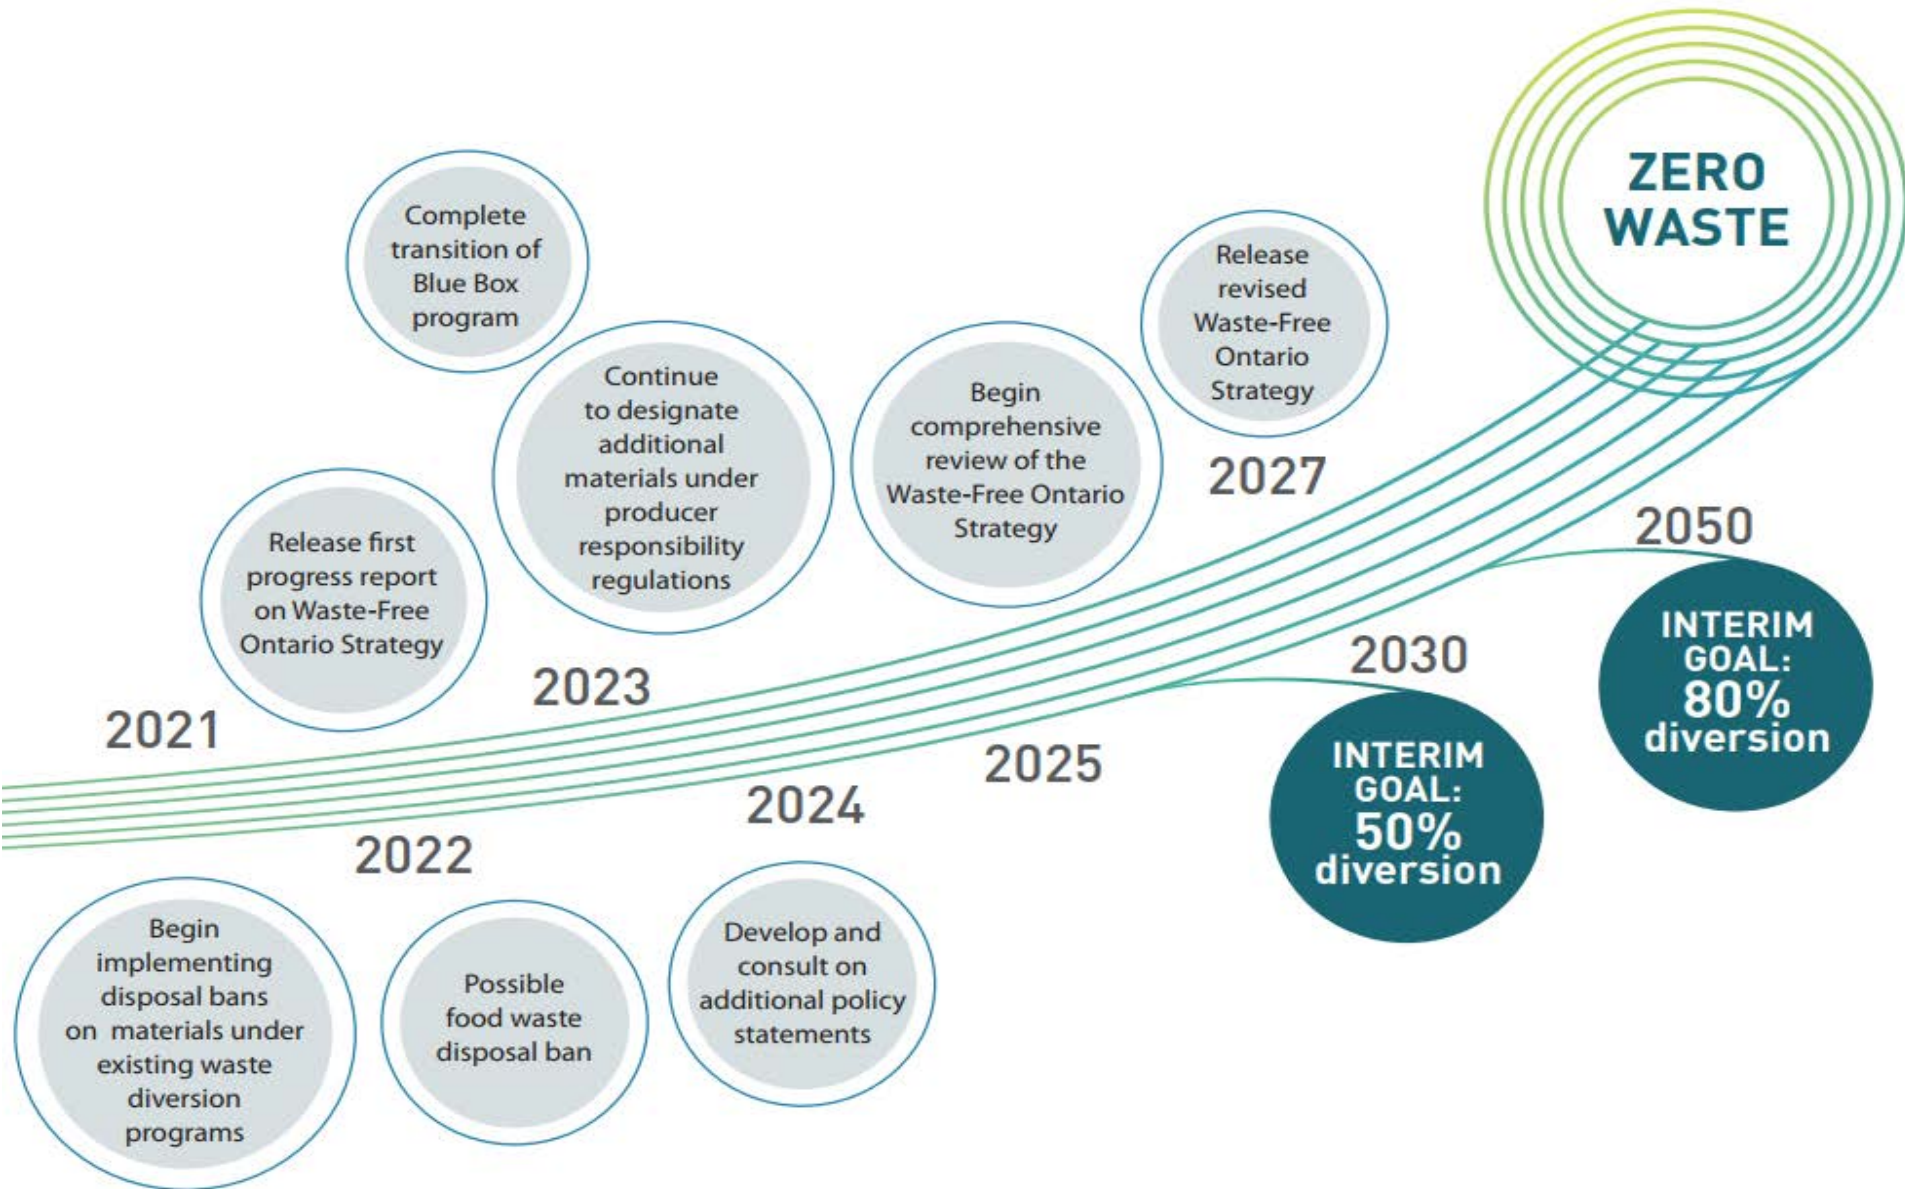 ZERO
WASTE
Complete
transition of
Blue Box
program
Release
revised
Waste-Free
Ontario
Strategy
2027
Continue
to designate
additional
materials under
producer
responsibility
regulations
Begin
comprehensive
review of the
Waste-Free Ontario
Strategy
Release first
progress report
on Waste-Free
Ontario Strategy
2021
2023
2050
INTERIM
GOAL:
80%
diversion
2030
INTERIM
GOAL:
50%
diversion
2025
2024
2022
Begin
implementing
disposal bans
on materials under
existing waste
diversion
programs
Possible
food waste
disposal ban
Develop and
consult on
additional policy
statements